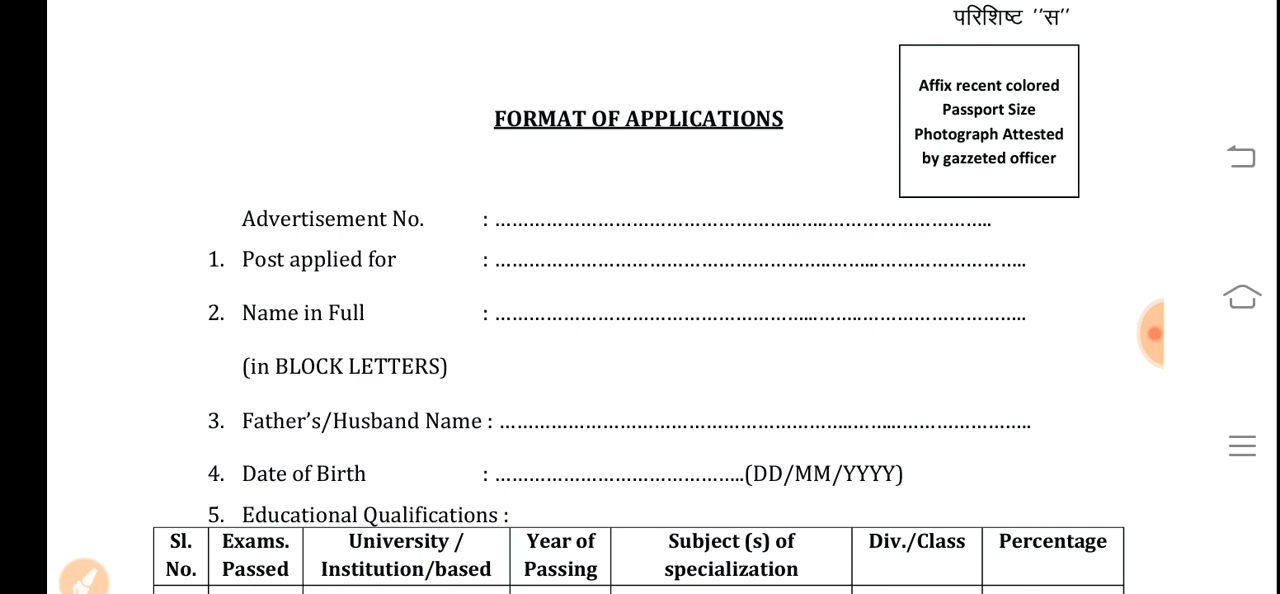 परिशिष्ट ′′स′′
Affix recent colored
Passport Size
Photograph Attested
by gazzeted officer
FORMAT OF APPLICATIONS
Advertisement No. : ……………………………………………...…..………………………..
1. Post applied for : …………………………………………………..……...……………………..
2. Name in Full : ………………………………………………...……..………………………..
(in BLOCK LETTERS)
3. Father’s/Husband Name : ……………………………………………………..……...…………………..
4. Date of Birth : ……………………………………..(DD/MM/YYYY)
5. Educational Qualifications :
Sl. No. Exams. Passed University / Institution/based Year of Passing Subject (s) of specialization Div./Class Percentage